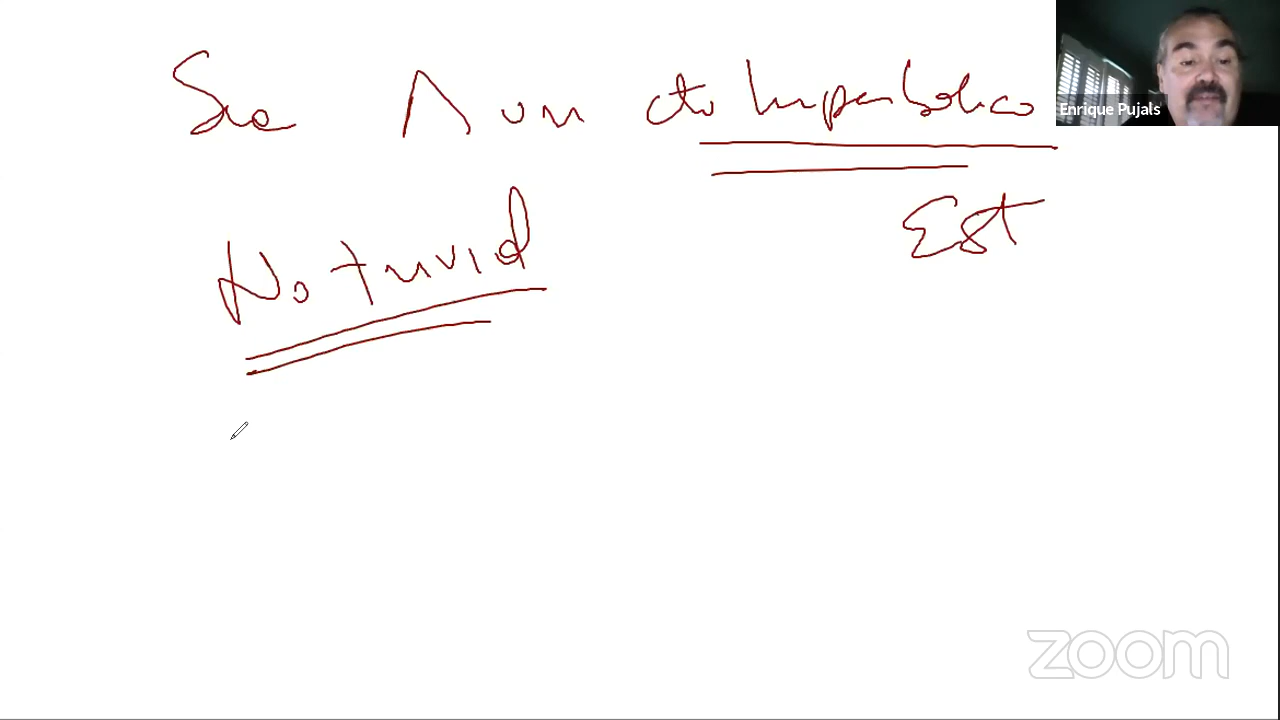 Sea Λ un cto hiperbolico
Est
No trivial
Enrique Pujals
zoom